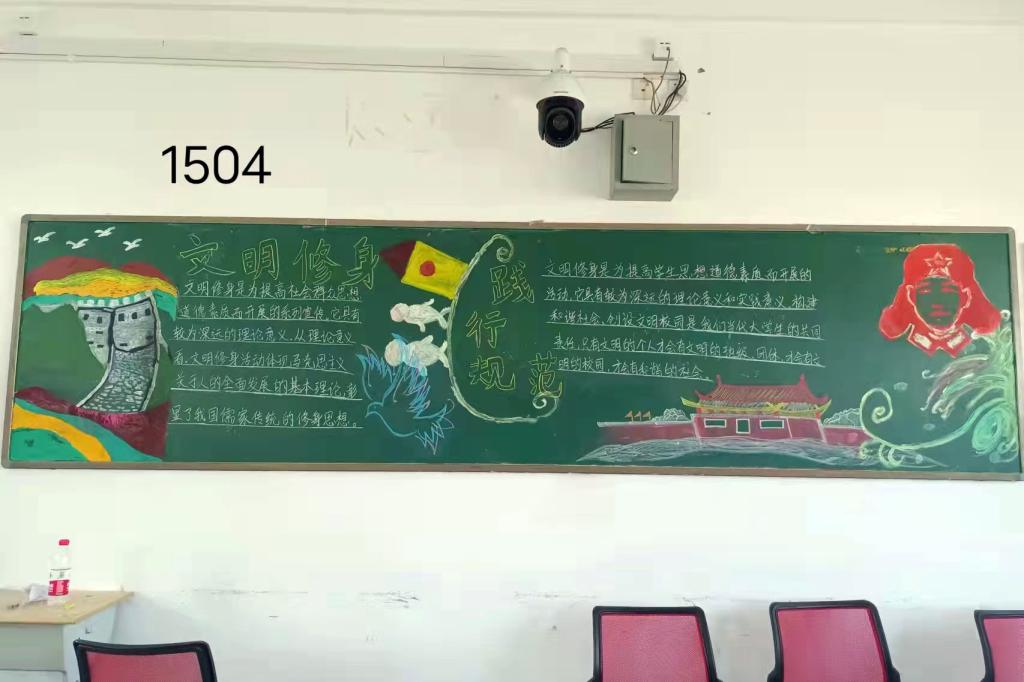 1504
文明修身
文明修身是为提高社会群众思想
道德素质而开展的系列宣传,它具有
较为深远的理论意义,从理论意义
看,文明修身活动体现马克思主义
关于人的全面发展的基本理论,彰
显了我国儒家传统的修身思想。
践行规范
文明修身是为提高学生思想道德素质而开展的
活动,它具有较为深远的理论意义和实践意义,构建
和谐社会,创设文明校园是我们当代大学生的共同
责任,只有文明的个人才会有文明的班级、团体,才会有文
明的校园,才会有和谐的社会